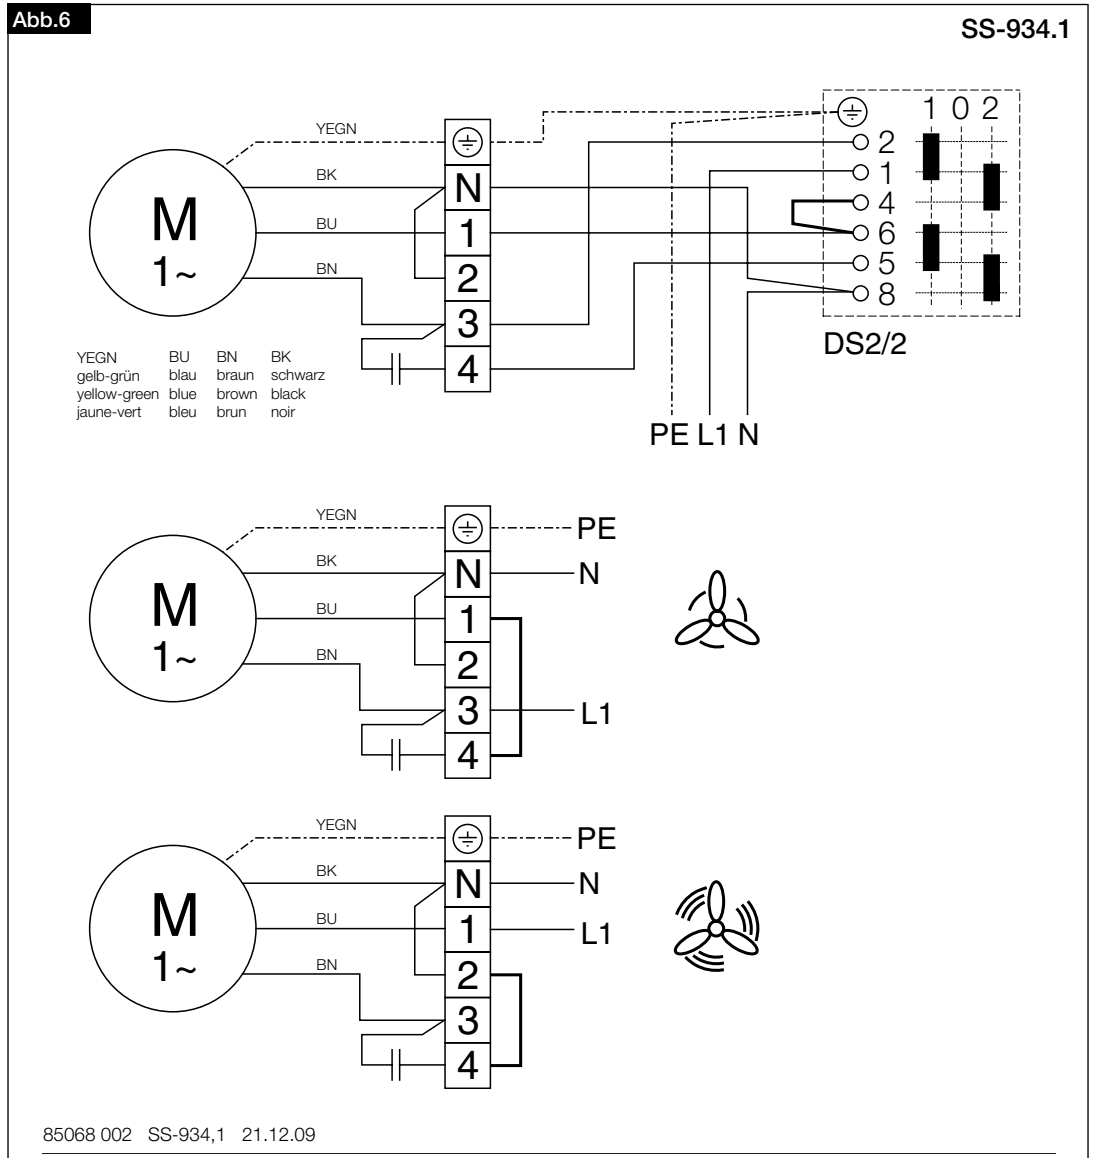 Abb.6
SS-934.1
1 0 2
YEGN
BK
BU
BN
M
1~
N
1
2
3
4
2
1
4
6
5
8
DS2/2
YEGN BU BN BK
gelb-grün blau braun schwarz
yellow-green blue brown black
jaune-vert bleu brun noir
PE L1 N
YEGN
BK
BU
BN
M
1~
N
1
2
3
4
PE
N
L1
YEGN
BK
BU
BN
M
1~
N
1
2
3
4
PE
N
L1
85068 002 SS-934,1 21.12.09